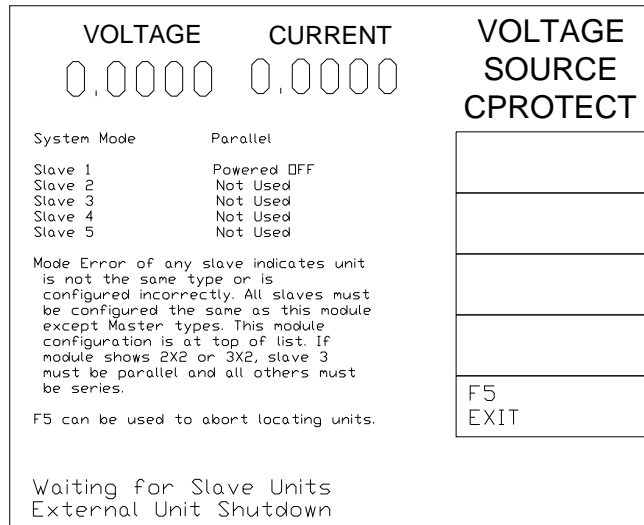 VOLTAGE CURRENT
0.0000 0.0000
System Mode Parallel
Slave 1 Powered OFF
Slave 2 Not Used
Slave 3 Not Used
Slave 4 Not Used
Slave 5 Not Used
Mode Error of any slave indicates unit
is not the same type or is
configured incorrectly. All slaves must
be configured the same as this module
except Master types. This module
configuration is at top of list. If
module shows 2X2 or 3X2, slave 3
must be parallel and all others must
be series.
F5 can be used to abort locating units.
Waiting for Slave Units
External Unit Shutdown
VOLTAGE
SOURCE
CPROTECT
F5
EXIT